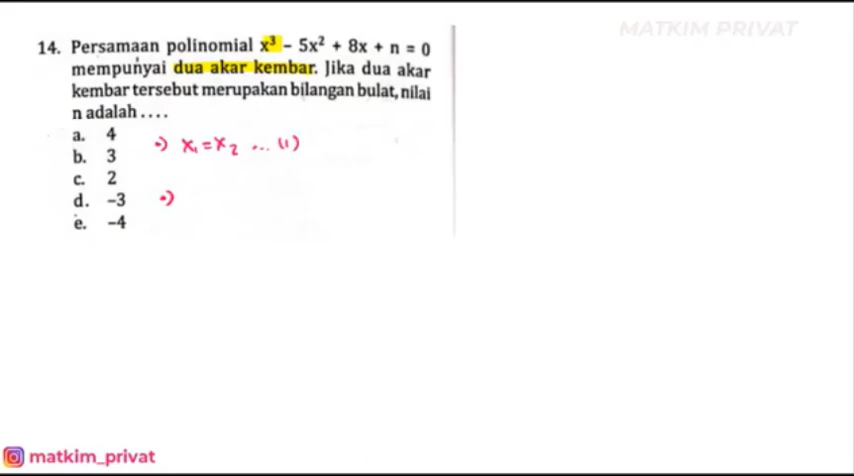 MATKIM PRIVAT
14. Persamaan polinomial x³ – 5x² + 8x + n = 0
mempunyai dua akar kembar. Jika dua akar
kembar tersebut merupakan bilangan bulat, nilai
n adalah . . . .
a. 4
b. 3
c. 2
d. –3
e. –4
•) x₁ = x₂ ... (1)
•)
matkim_privat